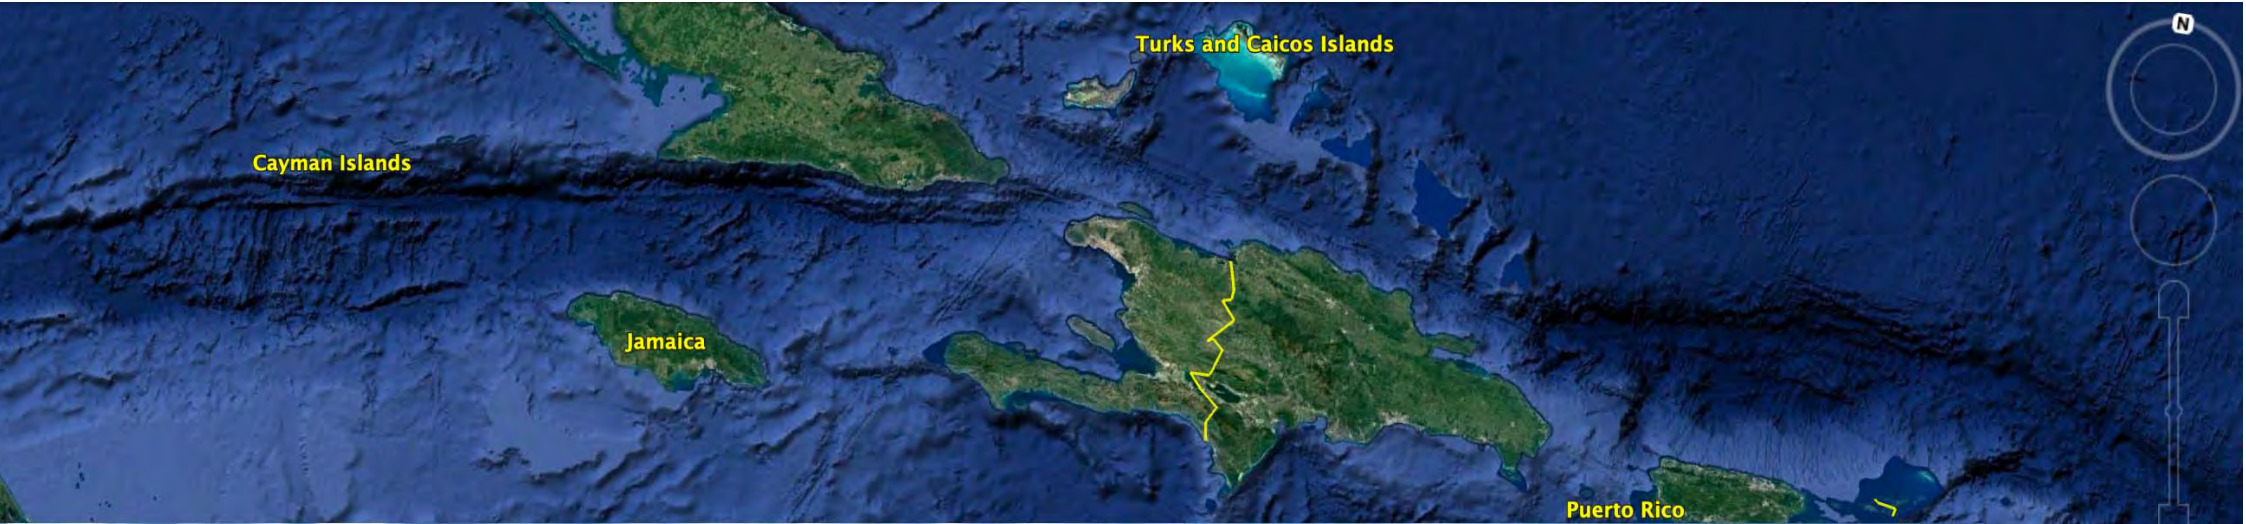 Turks and Caicos Islands
N
Cayman Islands
Jamaica
Puerto Rico